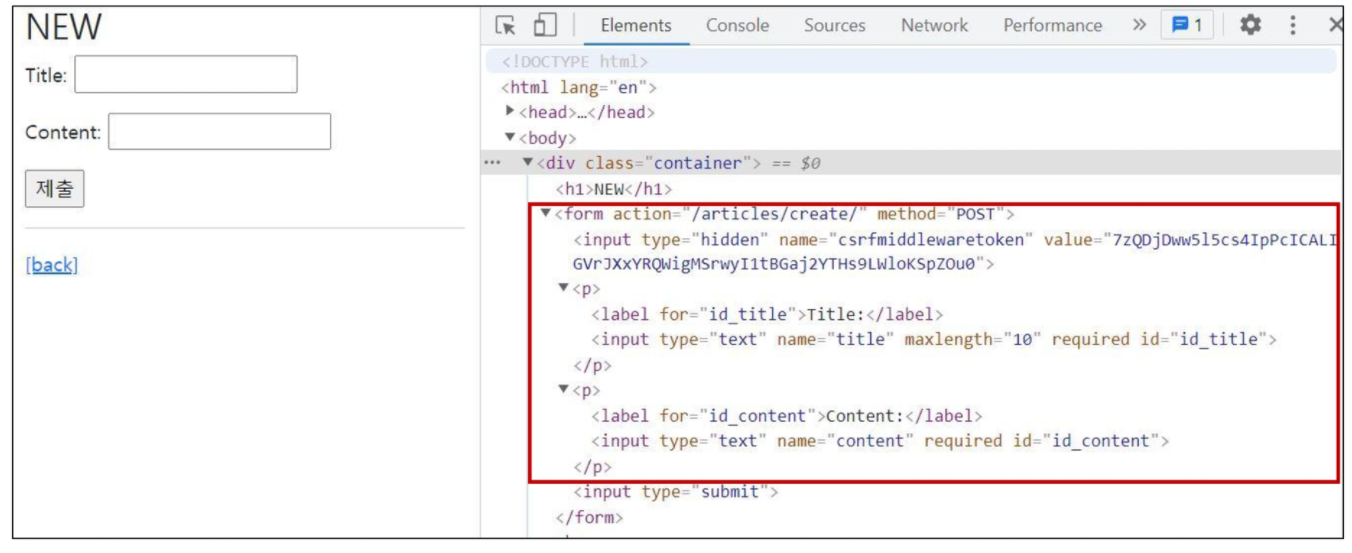 NEW
Title:
Content:
제출
[back]
Elements Console Sources Network Performance » 1
<!DOCTYPE html>
<html lang="en">
<head>…</head>
<body>
<div class="container"> == $0
<h1>NEW</h1>
<form action="/articles/create/" method="POST">
<input type="hidden" name="csrfmiddlewaretoken" value="7zQDjDww5l5cs4IpPcICALI
GVrJXxYRQWigMSrwyI1tBGaj2YTHs9LWloKSpZOu0">
<p>
<label for="id_title">Title:</label>
<input type="text" name="title" maxlength="10" required id="id_title">
</p>
<p>
<label for="id_content">Content:</label>
<input type="text" name="content" required id="id_content">
</p>
<input type="submit">
</form>